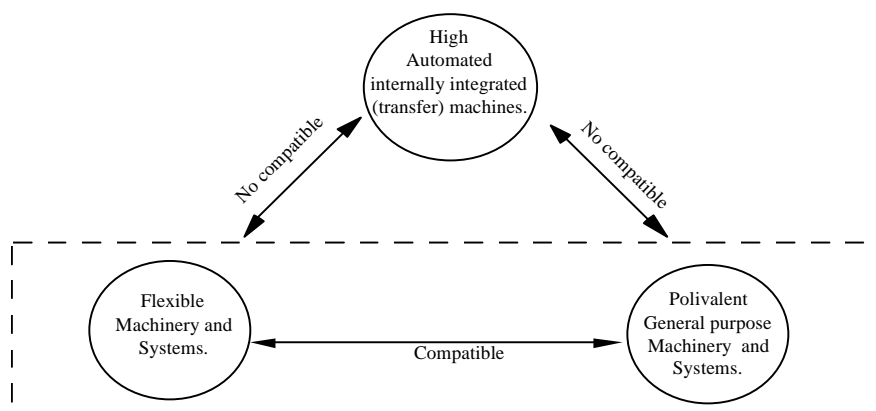 High
Automated
internally integrated
(transfer) machines.
No compatible
No compatible
Flexible
Machinery and
Systems.
Compatible
Polivalent
General purpose
Machinery and
Systems.